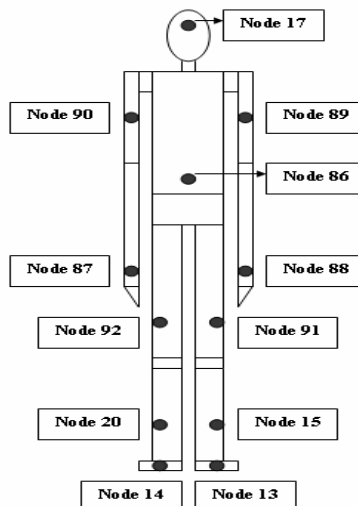 Node 17
Node 90
Node 89
Node 86
Node 87
Node 88
Node 92
Node 91
Node 20
Node 15
Node 14
Node 13